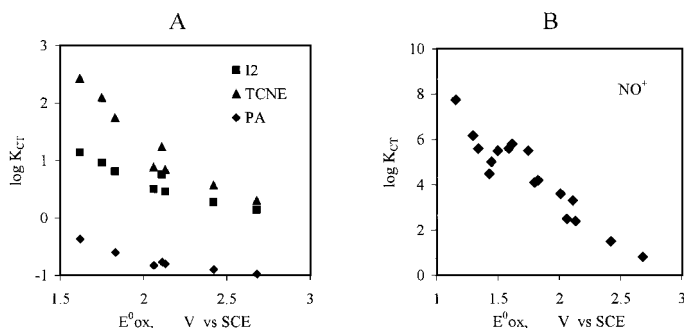 A
3
2
1
0
-1
log K_CT
I2
TCNE
PA
1.5 2 2.5 3
E⁰ox, V vs SCE
B
10
8
6
4
2
0
log K_CT
NO⁺
1 1.5 2 2.5 3
E⁰ox, V vs SCE